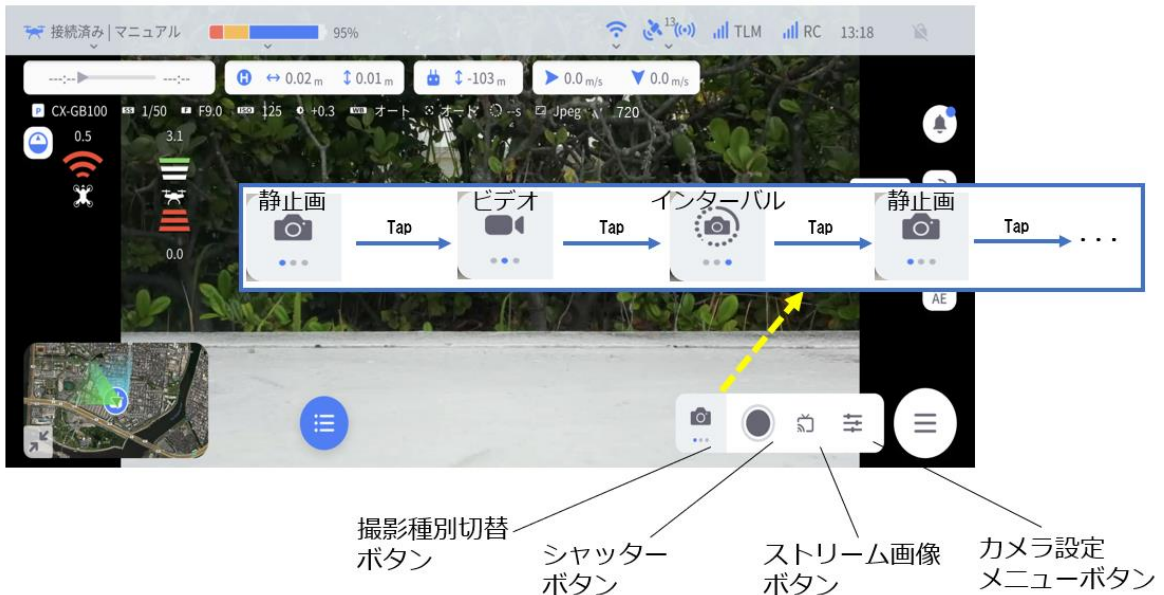 接続済み | マニュアル 95% 13 TLM RC 13:18
---:-- ---:-- H 0.02 m 0.01 m -103 m 0.0 m/s 0.0 m/s
P CX-GB100 SS 1/50 F F9.0 ISO 125 +0.3 WB オート オート --s Jpeg 720
0.5 3.1
静止画 ビデオ インターバル 静止画
Tap Tap Tap Tap ・・・
0.0
AE
撮影種別切替
ボタン
シャッター
ボタン
ストリーム画像
ボタン
カメラ設定
メニューボタン